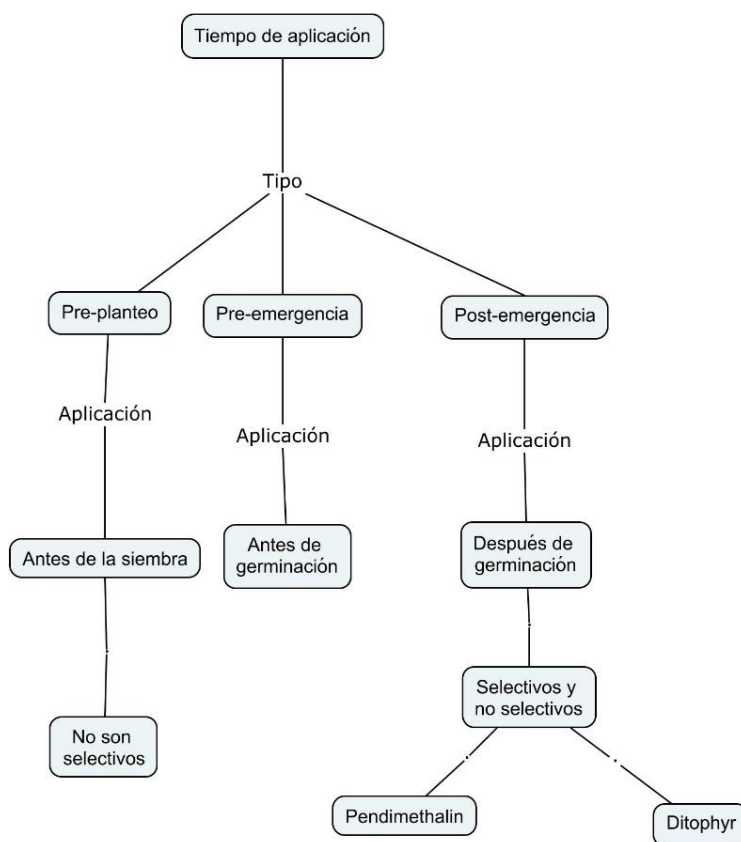 Tiempo de aplicación
Tipo
Pre-planteo
Pre-emergencia
Post-emergencia
Aplicación
Aplicación
Aplicación
Antes de la siembra
Antes de
germinación
Después de
germinación
No son
selectivos
Selectivos y
no selectivos
Pendimethalin
Ditophyr